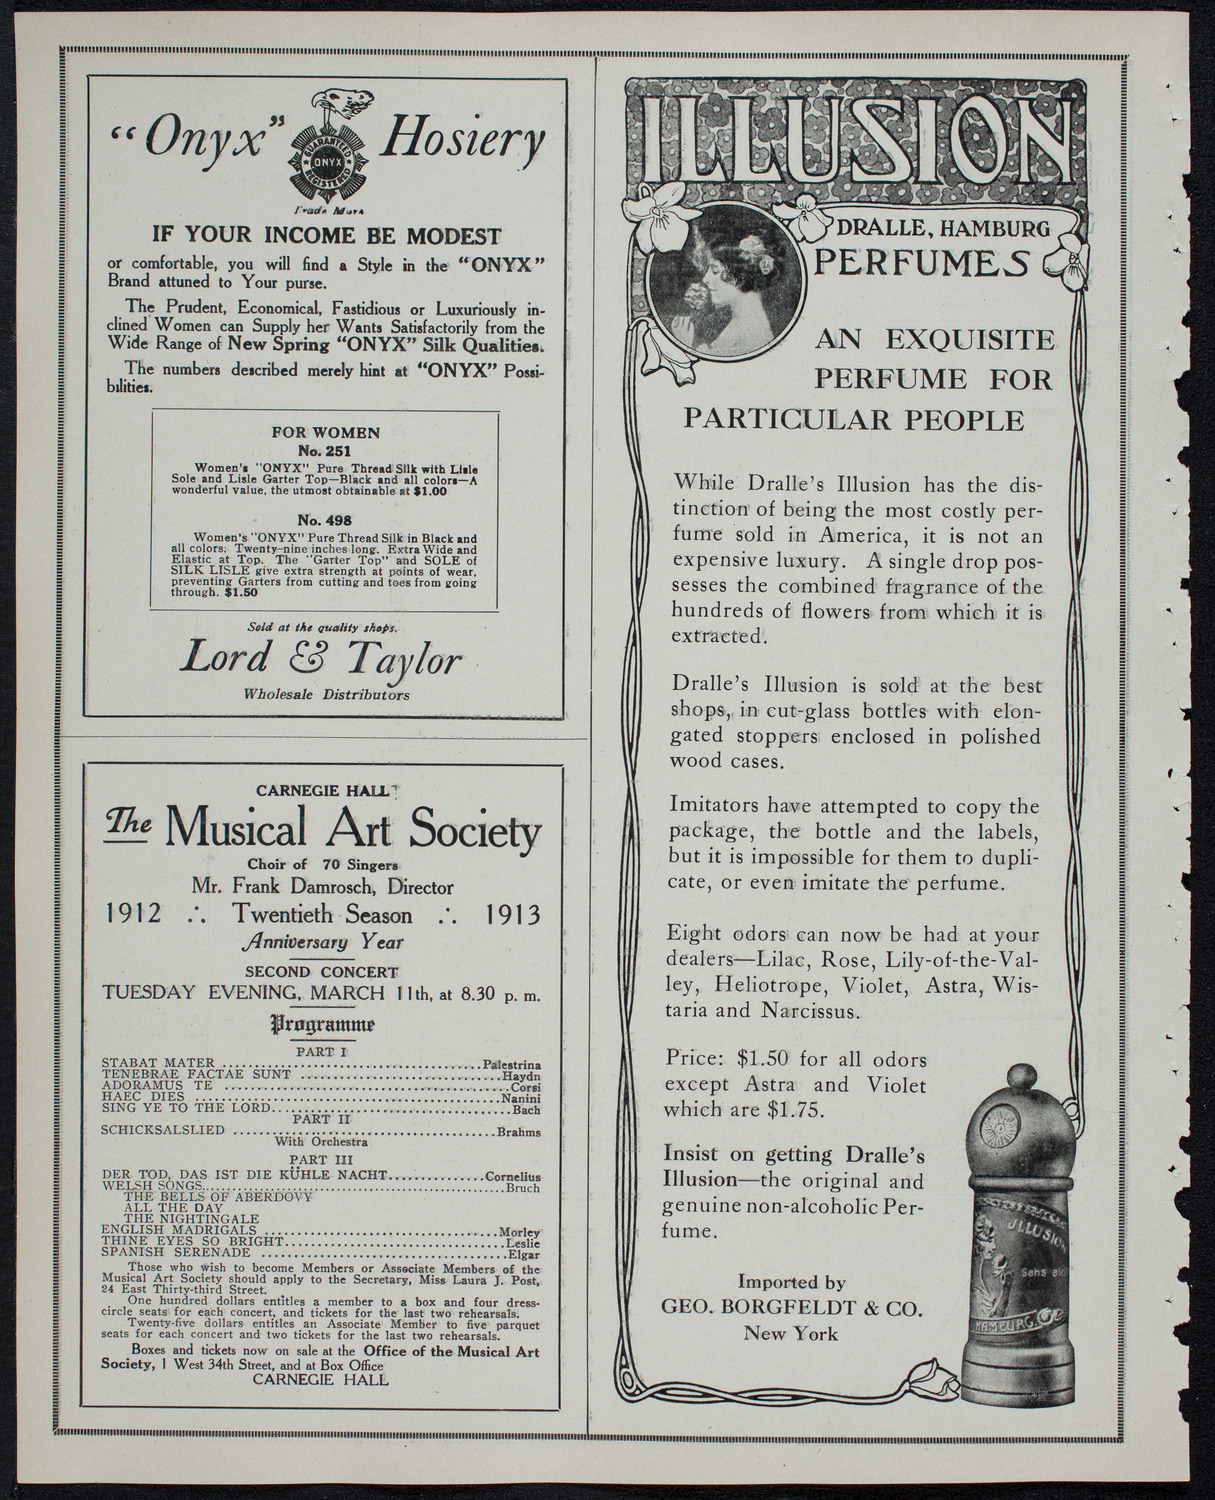 "Onyx" Hosiery
GUARANTEED
ONYX
REGISTERED
Trade Mark
IF YOUR INCOME BE MODEST
or comfortable, you will find a Style in the "ONYX"
Brand attuned to Your purse.
The Prudent, Economical, Fastidious or Luxuriously in-
clined Women can Supply her Wants Satisfactorily from the
Wide Range of New Spring "ONYX" Silk Qualities.
The numbers described merely hint at "ONYX" Possi-
bilities.
FOR WOMEN
No. 251
Women's "ONYX" Pure Thread Silk with Lisle
Sole and Lisle Garter Top—Black and all colors—A
wonderful value, the utmost obtainable at $1.00
No. 498
Women's "ONYX" Pure Thread Silk in Black and
all colors. Twenty-nine inches long. Extra Wide and
Elastic at Top. The "Garter Top" and SOLE of
SILK LISLE give extra strength at points of wear,
preventing Garters from cutting and toes from going
through. $1.50
Sold at the quality shops.
Lord & Taylor
Wholesale Distributors
CARNEGIE HALL
The Musical Art Society
Choir of 70 Singers
Mr. Frank Damrosch, Director
1912 ∴ Twentieth Season ∴ 1913
Anniversary Year
SECOND CONCERT
TUESDAY EVENING, MARCH 11th, at 8.30 p. m.
Programme
PART I
STABAT MATER ..... Palestrina
TENEBRAE FACTAE SUNT ..... Haydn
ADORAMUS TE ..... Corsi
HAEC DIES ..... Nanini
SING YE TO THE LORD ..... Bach
PART II
SCHICKSALSLIED ..... Brahms
With Orchestra
PART III
DER TOD, DAS IST DIE KÜHLE NACHT ..... Cornelius
WELSH SONGS ..... Bruch
THE BELLS OF ABERDOVY
ALL THE DAY
THE NIGHTINGALE
ENGLISH MADRIGALS ..... Morley
THINE EYES SO BRIGHT ..... Leslie
SPANISH SERENADE ..... Elgar
Those who wish to become Members or Associate Members of the
Musical Art Society should apply to the Secretary, Miss Laura J. Post,
24 East Thirty-third Street.
One hundred dollars entitles a member to a box and four dress-
circle seats for each concert, and tickets for the last two rehearsals.
Twenty-five dollars entitles an Associate Member to five parquet
seats for each concert and two tickets for the last two rehearsals.
Boxes and tickets now on sale at the Office of the Musical Art
Society, 1 West 34th Street, and at Box Office
CARNEGIE HALL
ILLUSION
DRALLE, HAMBURG
PERFUMES
AN EXQUISITE
PERFUME FOR
PARTICULAR PEOPLE
While Dralle's Illusion has the dis-
tinction of being the most costly per-
fume sold in America, it is not an
expensive luxury. A single drop pos-
sesses the combined fragrance of the
hundreds of flowers from which it is
extracted.
Dralle's Illusion is sold at the best
shops, in cut-glass bottles with elon-
gated stoppers enclosed in polished
wood cases.
Imitators have attempted to copy the
package, the bottle and the labels,
but it is impossible for them to dupli-
cate, or even imitate the perfume.
Eight odors can now be had at your
dealers—Lilac, Rose, Lily-of-the-Val-
ley, Heliotrope, Violet, Astra, Wis-
taria and Narcissus.
Price: $1.50 for all odors
except Astra and Violet
which are $1.75.
Insist on getting Dralle's
Illusion—the original and
genuine non-alcoholic Per-
fume.
Imported by
GEO. BORGFELDT & CO.
New York
ILLUSION
HAMBURG